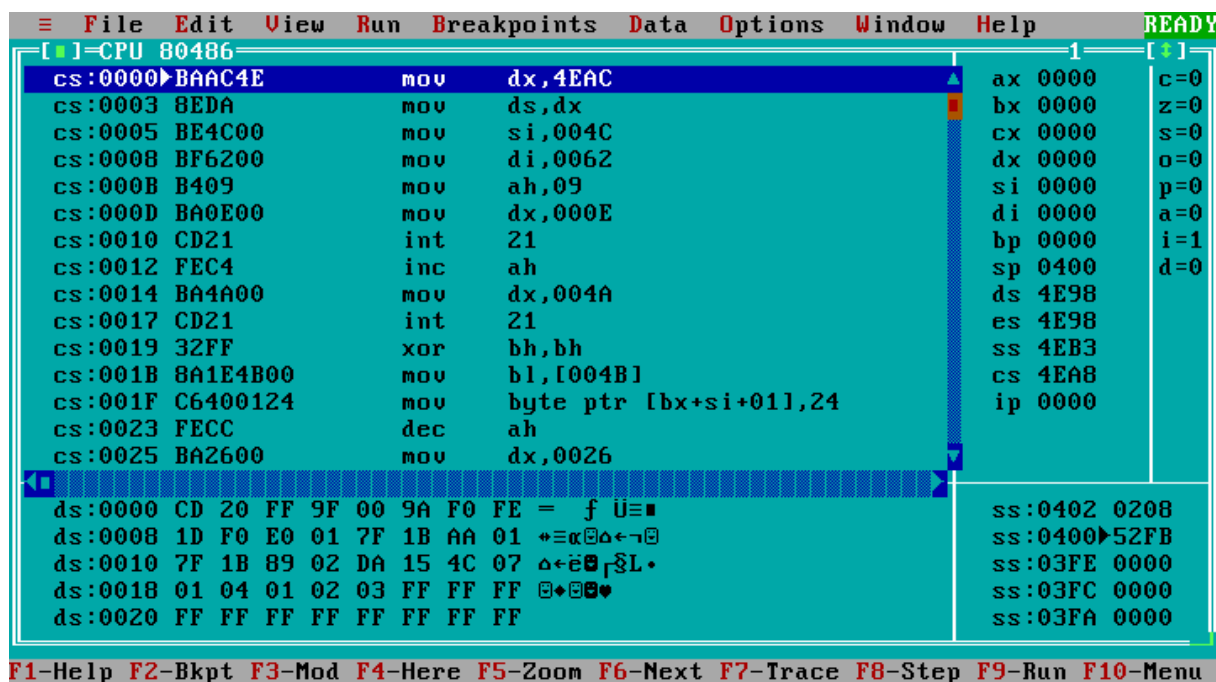 ≡ File Edit View Run Breakpoints Data Options Window Help READY
[■]=CPU 80486 1 [↕]
cs:0000►BAAC4E mov dx,4EAC ▲ ax 0000 c=0
cs:0003 8EDA mov ds,dx bx 0000 z=0
cs:0005 BE4C00 mov si,004C cx 0000 s=0
cs:0008 BF6200 mov di,0062 dx 0000 o=0
cs:000B B409 mov ah,09 si 0000 p=0
cs:000D BA0E00 mov dx,000E di 0000 a=0
cs:0010 CD21 int 21 bp 0000 i=1
cs:0012 FEC4 inc ah sp 0400 d=0
cs:0014 BA4A00 mov dx,004A ds 4E98
cs:0017 CD21 int 21 es 4E98
cs:0019 32FF xor bh,bh ss 4EB3
cs:001B 8A1E4B00 mov bl,[004B] cs 4EA8
cs:001F C6400124 mov byte ptr [bx+si+01],24 ip 0000
cs:0023 FECC dec ah
cs:0025 BA2600 mov dx,0026 ▼
ds:0000 CD 20 FF 9F 00 9A F0 FE = ƒ Ü≡■ ss:0402 0208
ds:0008 1D F0 E0 01 7F 1B AA 01 ↔≡α☺⌂←¬☺ ss:0400►52FB
ds:0010 7F 1B 89 02 DA 15 4C 07 ⌂←ë☻┌§L• ss:03FE 0000
ds:0018 01 04 01 02 03 FF FF FF ☺♦☺☻♥ ss:03FC 0000
ds:0020 FF FF FF FF FF FF FF FF ss:03FA 0000
F1-Help F2-Bkpt F3-Mod F4-Here F5-Zoom F6-Next F7-Trace F8-Step F9-Run F10-Menu